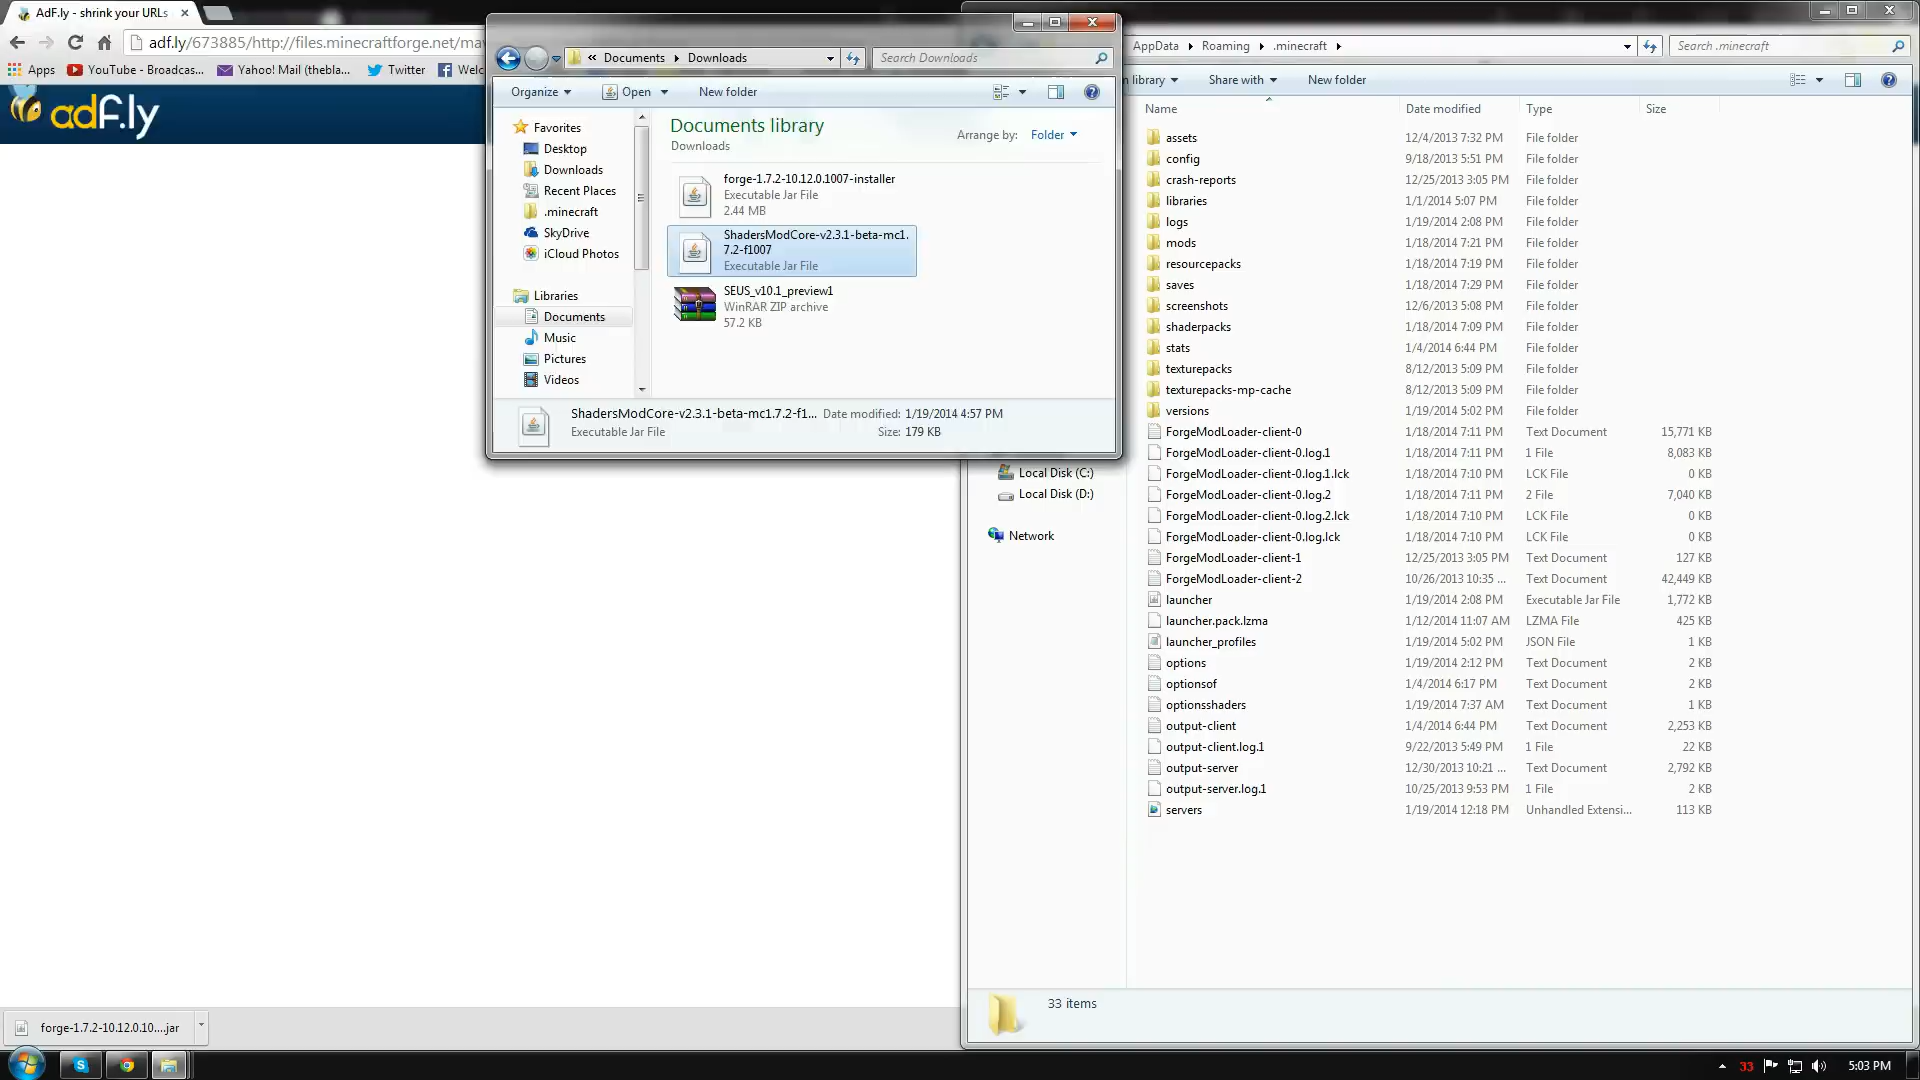 AdF.ly - shrink your URLs
adf.ly/673885/http://files.minecraftforge.net/ma
Apps
YouTube - Broadcas...
Yahoo! Mail (thebla...
Twitter
Welc
adf.ly
« Documents Downloads
Search Downloads
Organize
Open
New folder
Favorites
Desktop
Downloads
Recent Places
.minecraft
SkyDrive
iCloud Photos
Libraries
Documents
Music
Pictures
Videos
Documents library
Downloads
Arrange by: Folder
forge-1.7.2-10.12.0.1007-installer
Executable Jar File
2.44 MB
ShadersModCore-v2.3.1-beta-mc1.
7.2-f1007
Executable Jar File
SEUS_v10.1_preview1
WinRAR ZIP archive
57.2 KB
ShadersModCore-v2.3.1-beta-mc1.7.2-f1... Date modified: 1/19/2014 4:57 PM
Executable Jar File Size: 179 KB
AppData Roaming .minecraft
Search .minecraft
n library Share with New folder
Name Date modified Type Size
assets 12/4/2013 7:32 PM File folder
config 9/18/2013 5:51 PM File folder
crash-reports 12/25/2013 3:05 PM File folder
libraries 1/1/2014 5:07 PM File folder
logs 1/19/2014 2:08 PM File folder
mods 1/18/2014 7:21 PM File folder
resourcepacks 1/18/2014 7:19 PM File folder
saves 1/18/2014 7:29 PM File folder
screenshots 12/6/2013 5:08 PM File folder
shaderpacks 1/18/2014 7:09 PM File folder
stats 1/4/2014 6:44 PM File folder
texturepacks 8/12/2013 5:09 PM File folder
texturepacks-mp-cache 8/12/2013 5:09 PM File folder
versions 1/19/2014 5:02 PM File folder
ForgeModLoader-client-0 1/18/2014 7:11 PM Text Document 15,771 KB
ForgeModLoader-client-0.log.1 1/18/2014 7:11 PM 1 File 8,083 KB
ForgeModLoader-client-0.log.1.lck 1/18/2014 7:10 PM LCK File 0 KB
ForgeModLoader-client-0.log.2 1/18/2014 7:11 PM 2 File 7,040 KB
ForgeModLoader-client-0.log.2.lck 1/18/2014 7:10 PM LCK File 0 KB
ForgeModLoader-client-0.log.lck 1/18/2014 7:10 PM LCK File 0 KB
ForgeModLoader-client-1 12/25/2013 3:05 PM Text Document 127 KB
ForgeModLoader-client-2 10/26/2013 10:35 ... Text Document 42,449 KB
launcher 1/19/2014 2:08 PM Executable Jar File 1,772 KB
launcher.pack.lzma 1/12/2014 11:07 AM LZMA File 425 KB
launcher_profiles 1/19/2014 5:02 PM JSON File 1 KB
options 1/19/2014 2:12 PM Text Document 2 KB
optionsof 1/4/2014 6:17 PM Text Document 2 KB
optionsshaders 1/19/2014 7:37 AM Text Document 1 KB
output-client 1/4/2014 6:44 PM Text Document 2,253 KB
output-client.log.1 9/22/2013 5:49 PM 1 File 22 KB
output-server 12/30/2013 10:21 ... Text Document 2,792 KB
output-server.log.1 10/25/2013 9:53 PM 1 File 2 KB
servers 1/19/2014 12:18 PM Unhandled Extensi... 113 KB
Local Disk (C:)
Local Disk (D:)
Network
33 items
forge-1.7.2-10.12.0.10....jar
33
5:03 PM